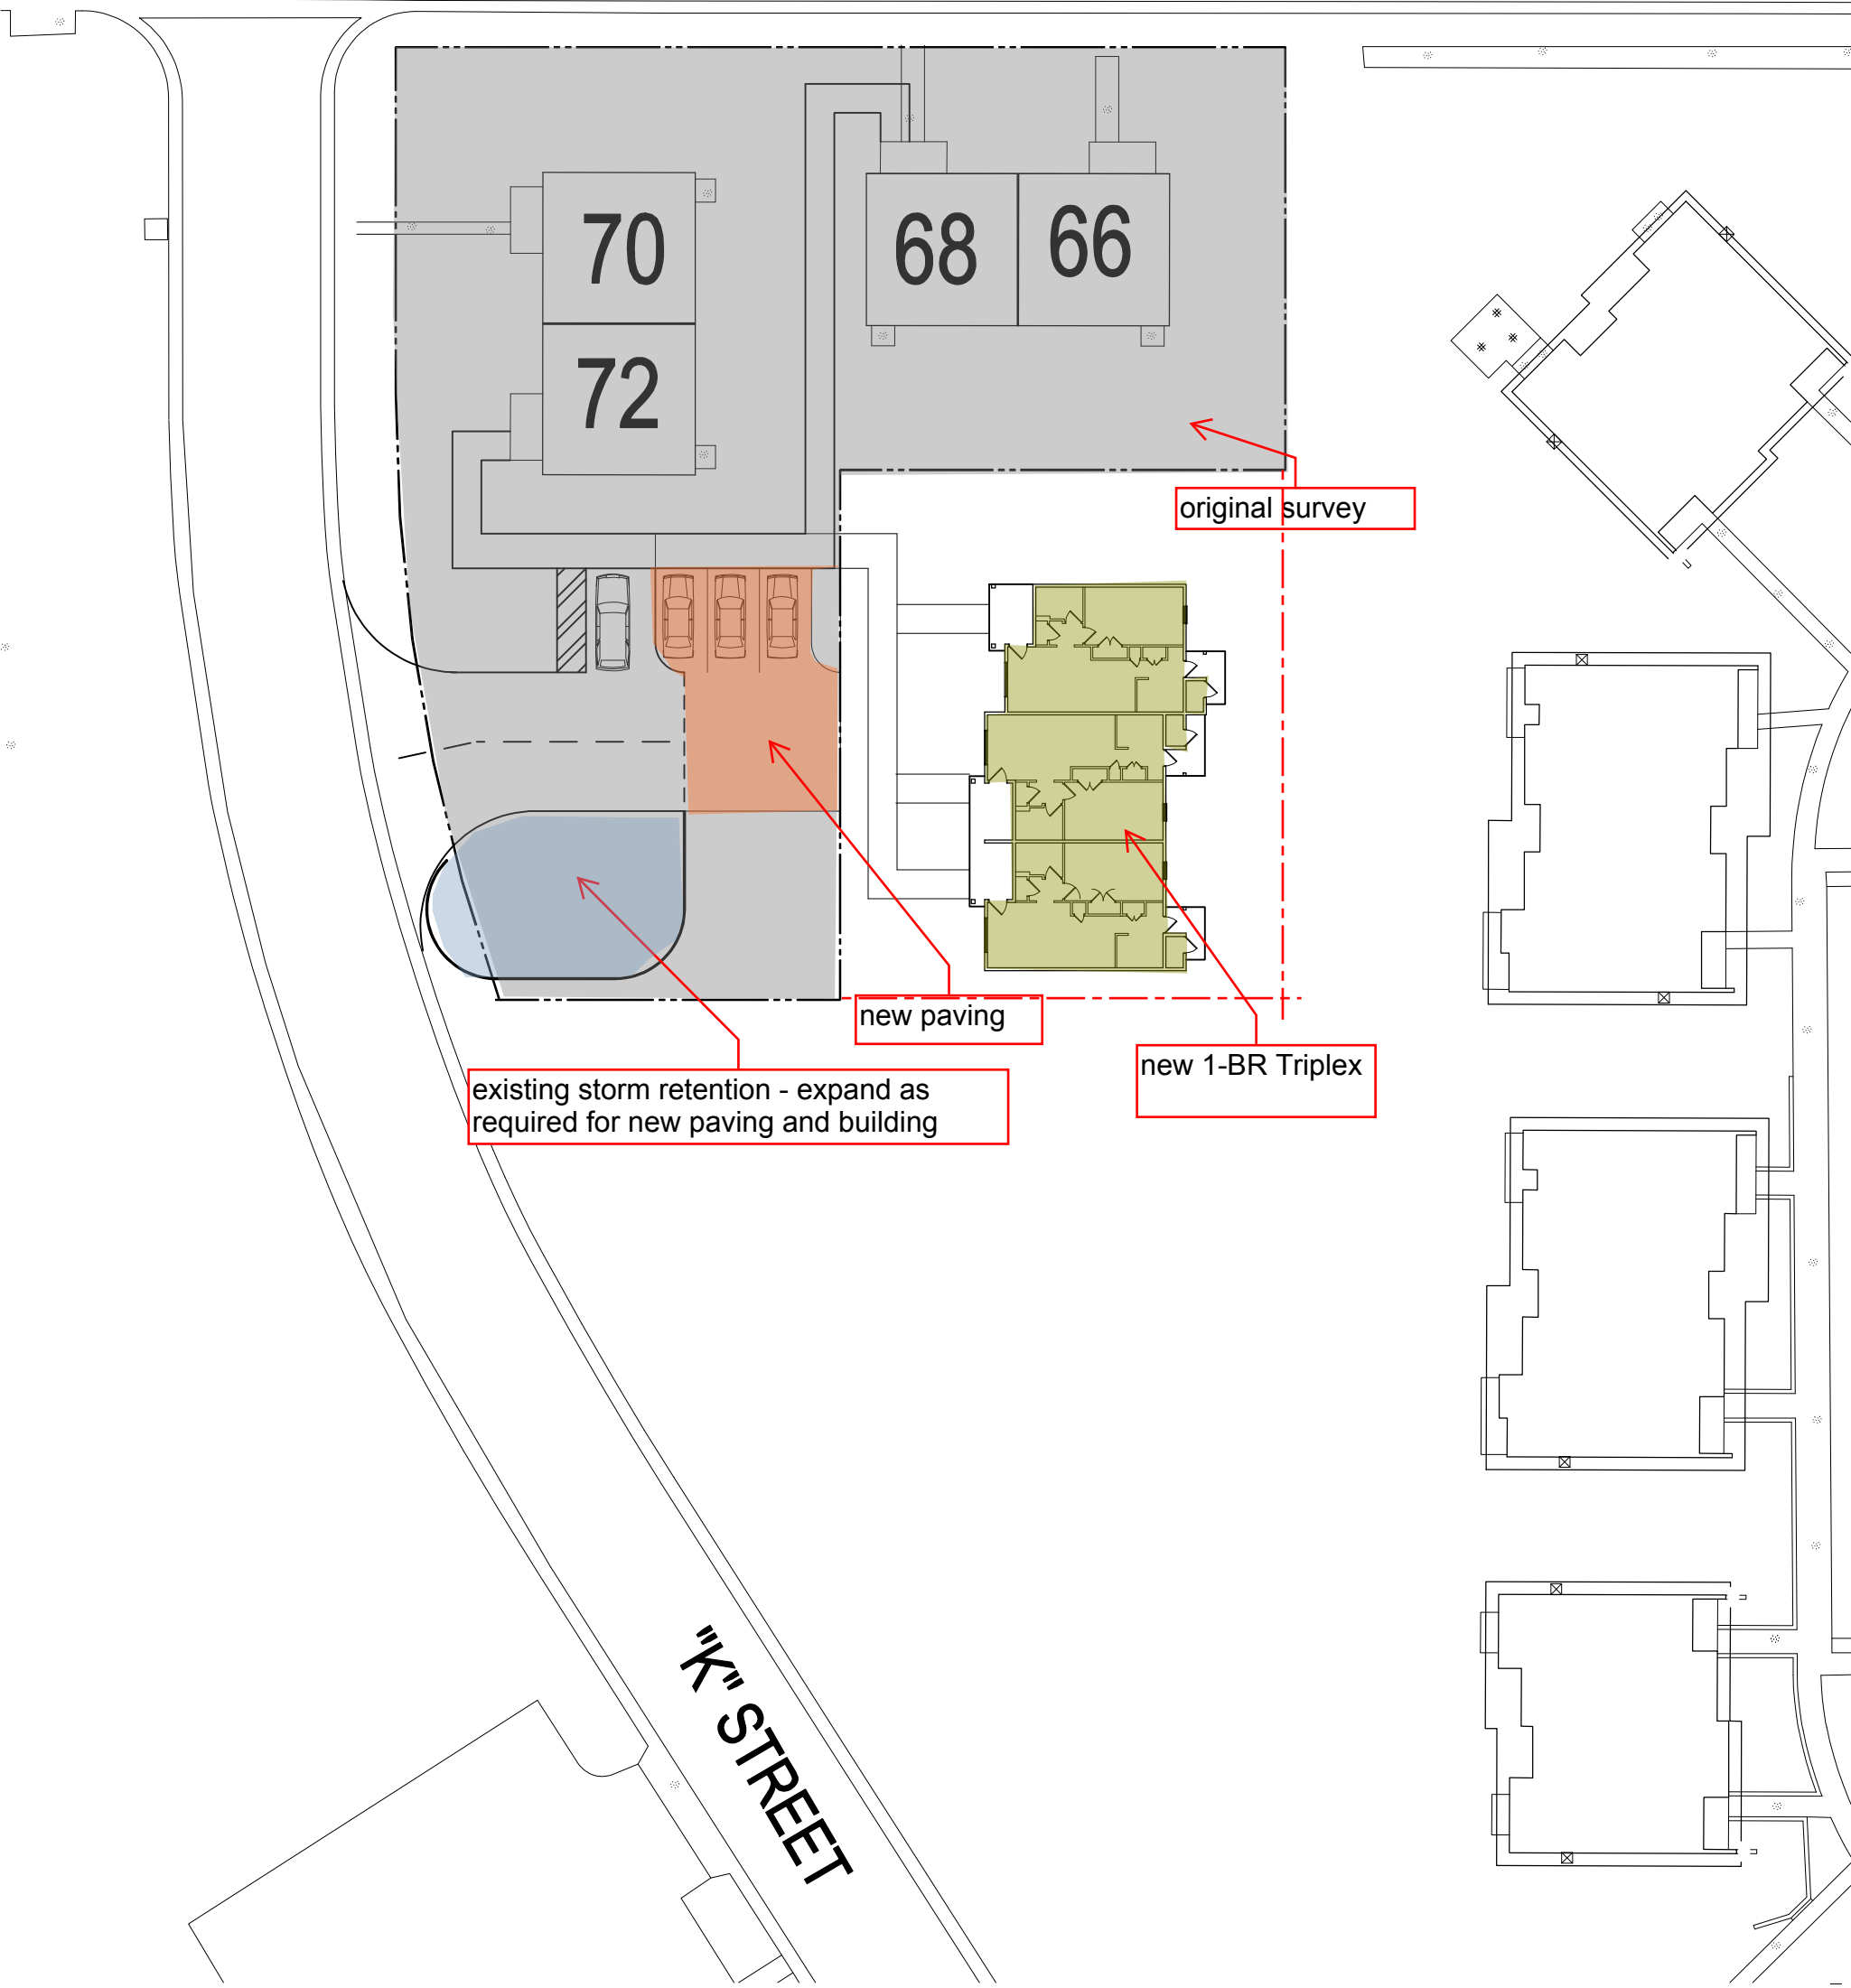 70
68
66
72
original survey
new paving
new 1-BR Triplex
existing storm retention - expand as
required for new paving and building
"K" STREET